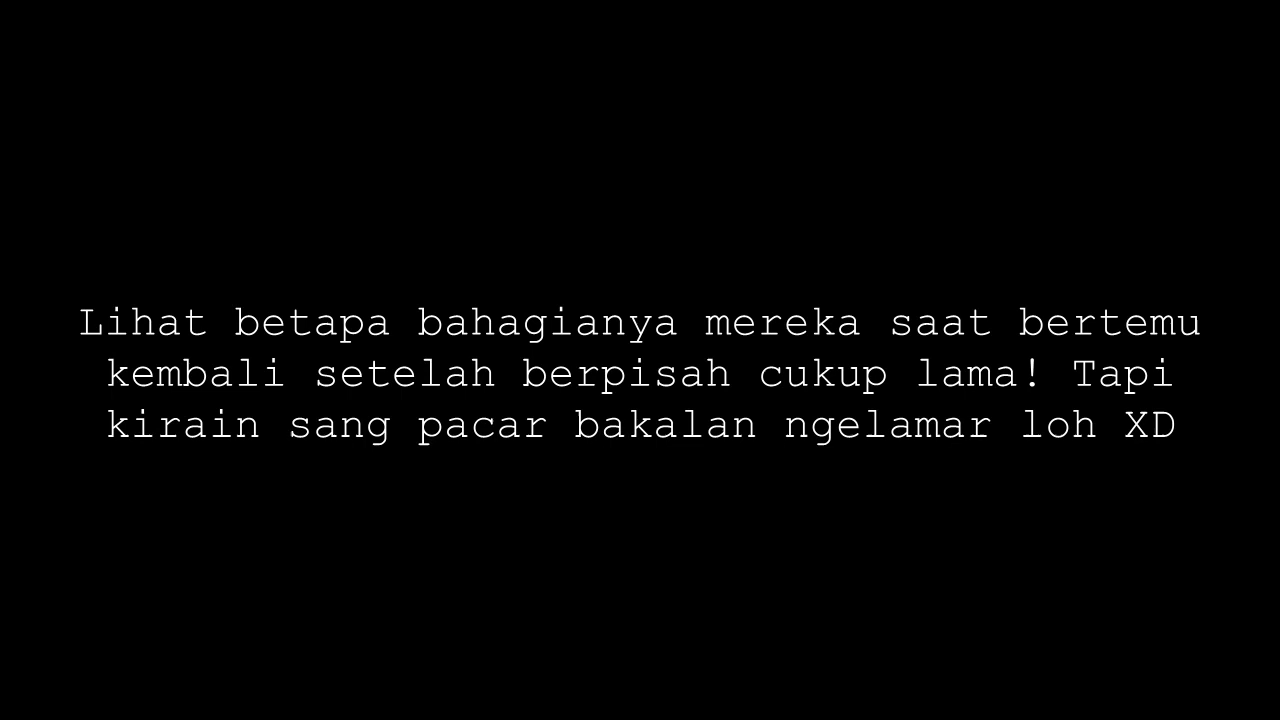 Lihat betapa bahagianya mereka saat bertemu
kembali setelah berpisah cukup lama! Tapi
kirain sang pacar bakalan ngelamar loh XD